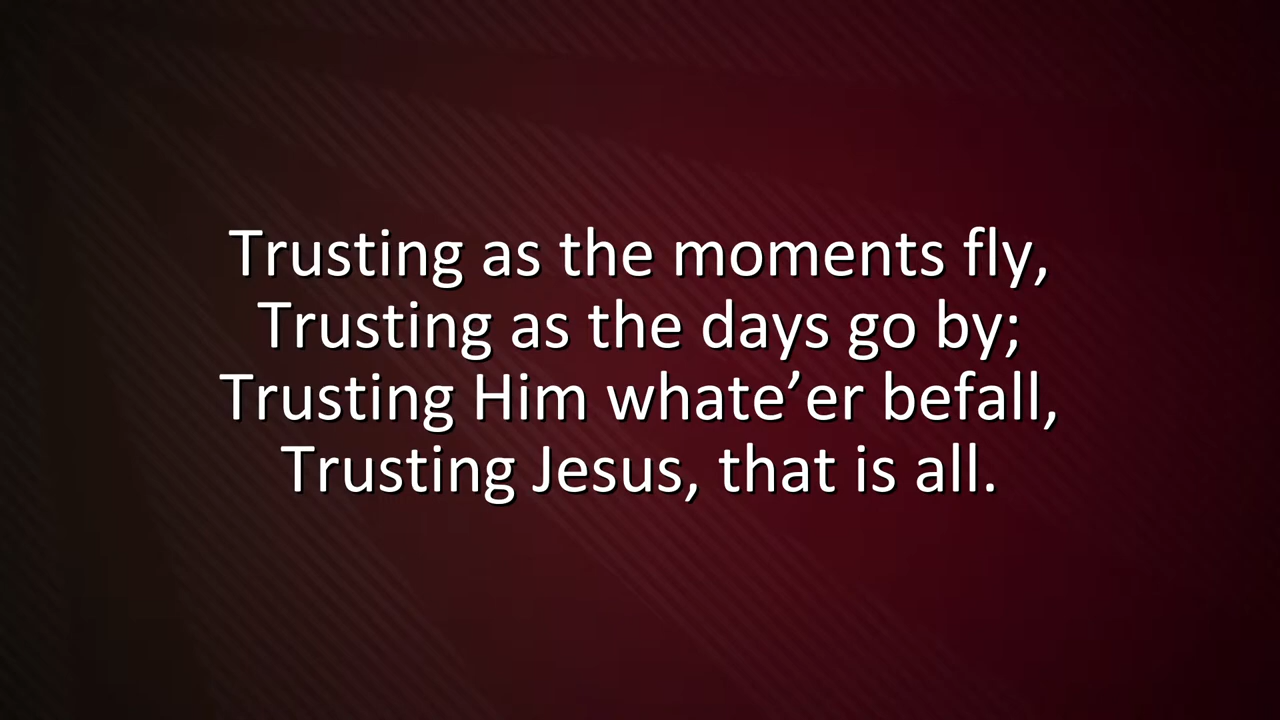 Trusting as the moments fly,
Trusting as the days go by;
Trusting Him whate’er befall,
Trusting Jesus, that is all.